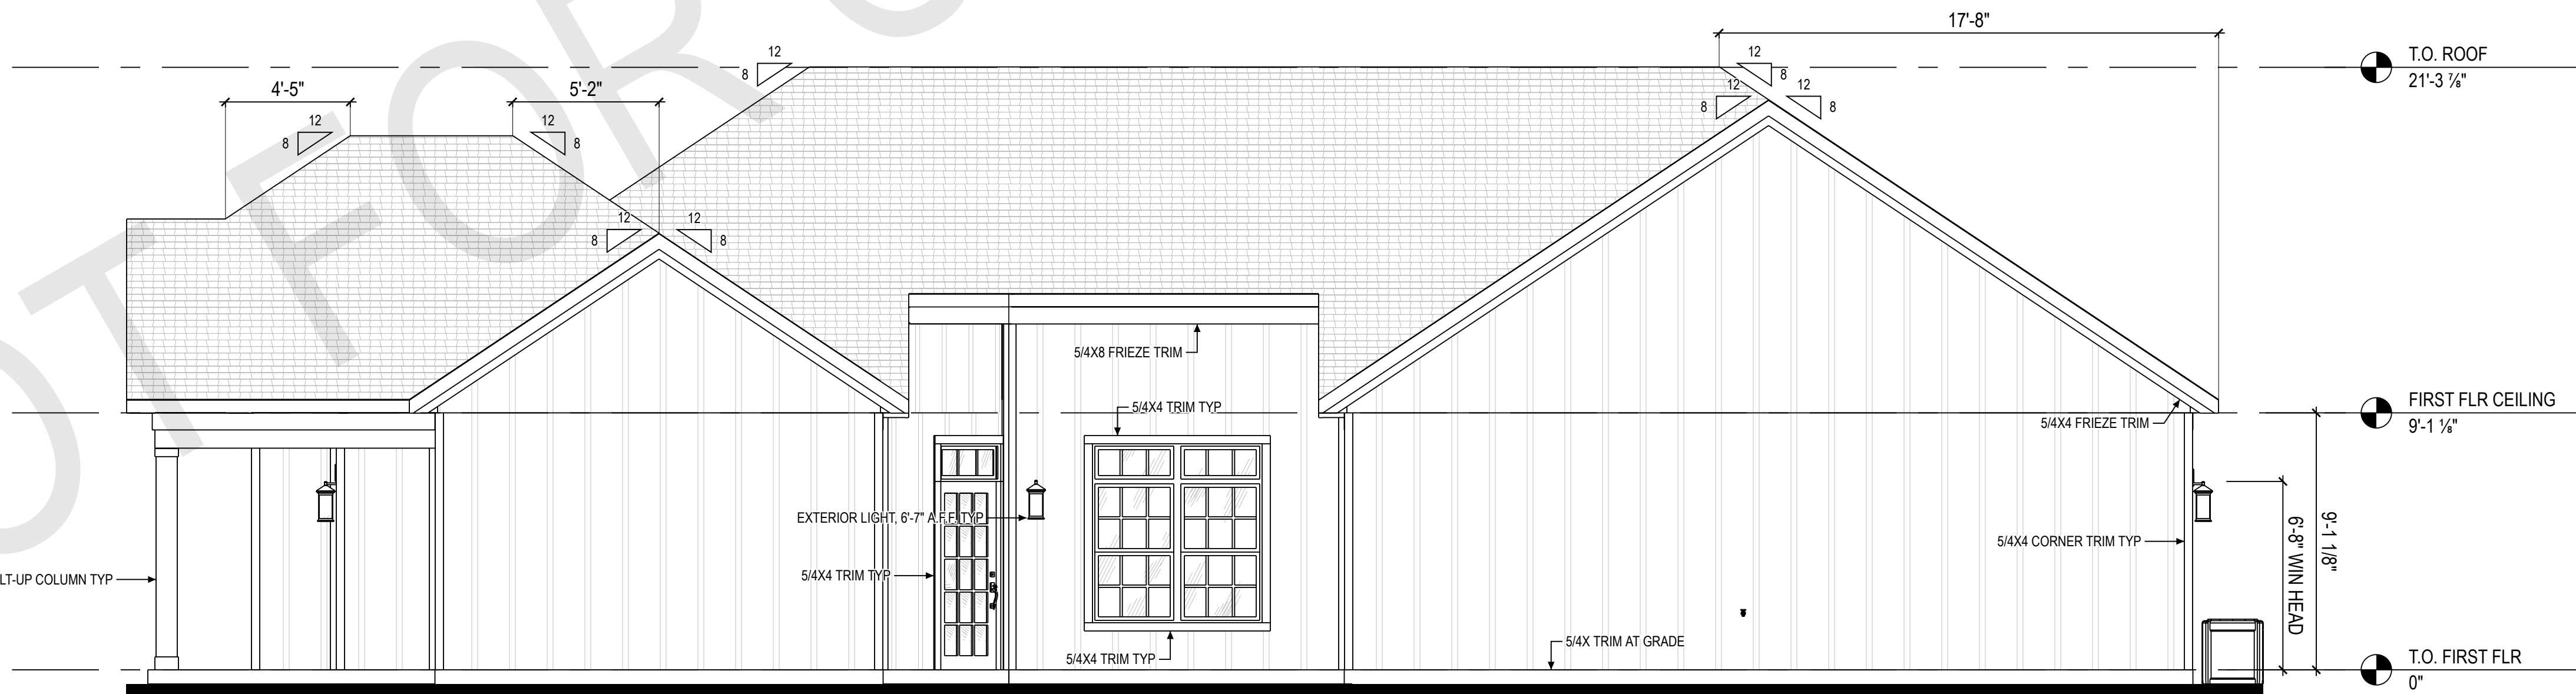 17'-8"
T.O. ROOF
21'-3 ⅞"
12
8
12
8
4'-5"
5'-2"
12
8
12
8
12
8
12
8
12
8
12
8
5/4X8 FRIEZE TRIM
5/4X4 TRIM TYP
FIRST FLR CEILING
9'-1 ⅛"
5/4X4 FRIEZE TRIM
EXTERIOR LIGHT, 6'-7" A.F.F. TYP
5/4X4 CORNER TRIM TYP
9'-1 1/8"
6'-8" WIN HEAD
LT-UP COLUMN TYP
5/4X4 TRIM TYP
5/4X TRIM AT GRADE
5/4X4 TRIM TYP
T.O. FIRST FLR
0"
OT FOR